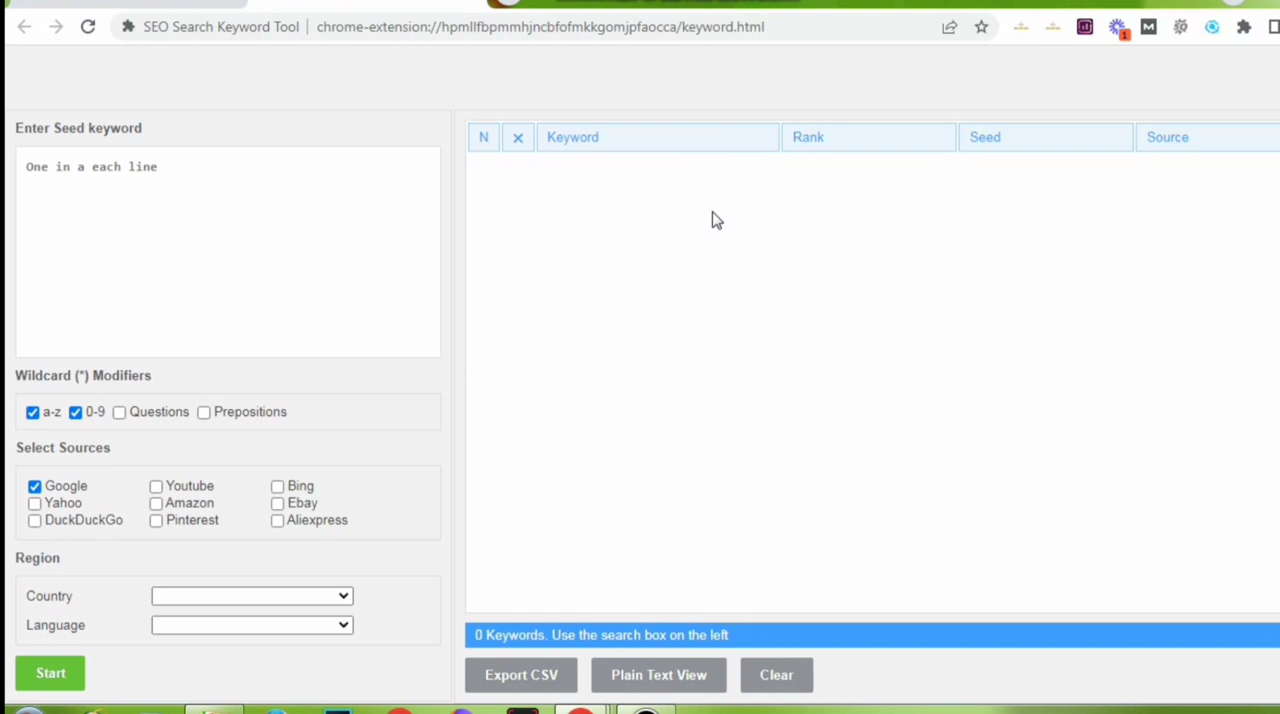 SEO Search Keyword Tool | chrome-extension://hpmllfbpmmhjncbfofmkkgomjpfaocca/keyword.html
1
M
Enter Seed keyword
One in a each line
Wildcard (*) Modifiers
a-z 0-9 Questions Prepositions
Select Sources
Google Youtube Bing
Yahoo Amazon Ebay
DuckDuckGo Pinterest Aliexpress
Region
Country
Language
Start
N × Keyword Rank Seed Source
0 Keywords. Use the search box on the left
Export CSV Plain Text View Clear